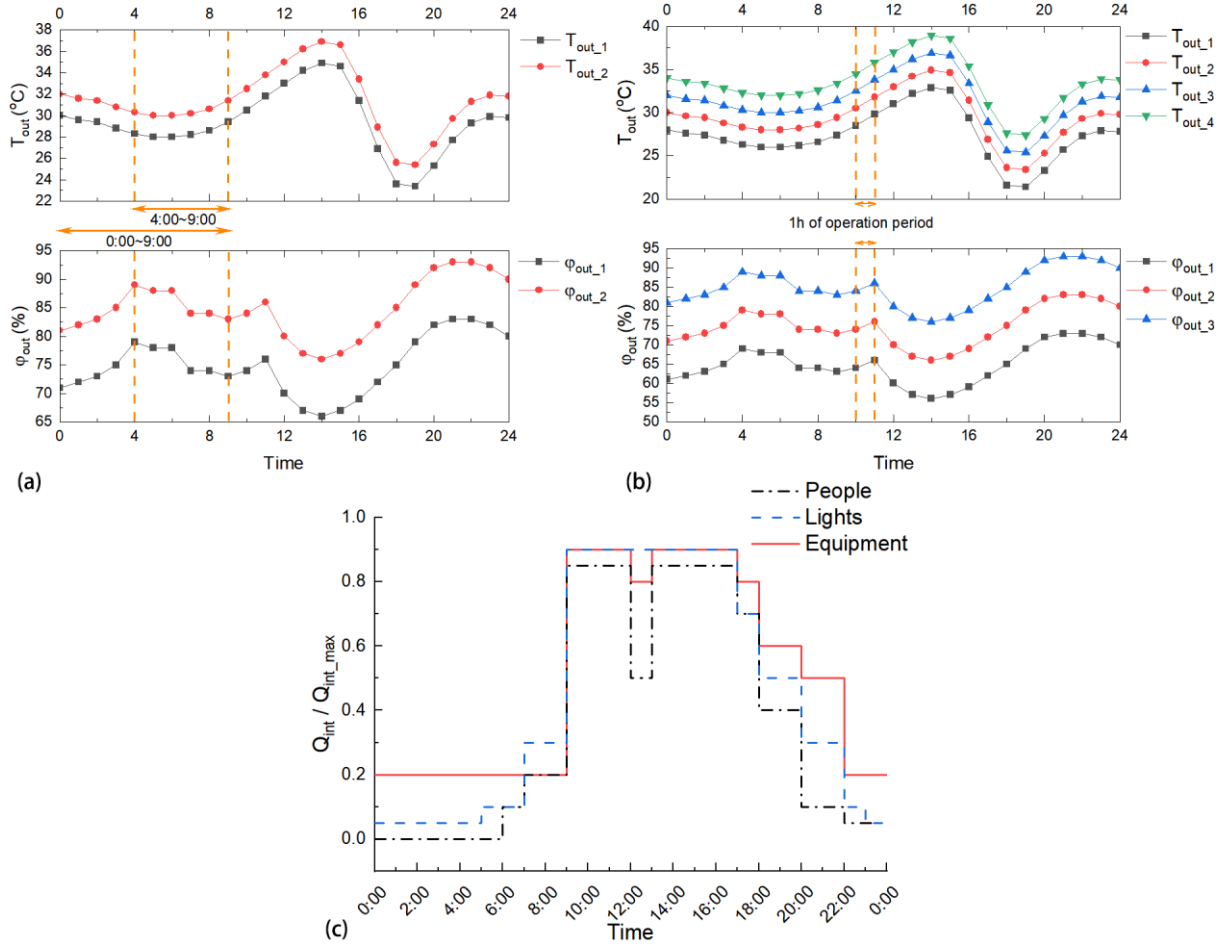 0 4 8 12 16 20 24
38
36
34
32
30
28
26
24
22
T_out (°C)
T_out_1
T_out_2
4:00~9:00
0:00~9:00
95
90
85
80
75
70
65
φ_out (%)
φ_out_1
φ_out_2
0 4 8 12 16 20 24
Time
(a)
0 4 8 12 16 20 24
40
35
30
25
20
T_out (°C)
T_out_1
T_out_2
T_out_3
T_out_4
1h of operation period
95
90
85
80
75
70
65
60
55
50
φ_out (%)
φ_out_1
φ_out_2
φ_out_3
0 4 8 12 16 20 24
Time
(b)
People
Lights
Equipment
1.0
0.8
0.6
0.4
0.2
0.0
Q_int / Q_int_max
0:00 2:00 4:00 6:00 8:00 10:00 12:00 14:00 16:00 18:00 20:00 22:00 0:00
Time
(c)